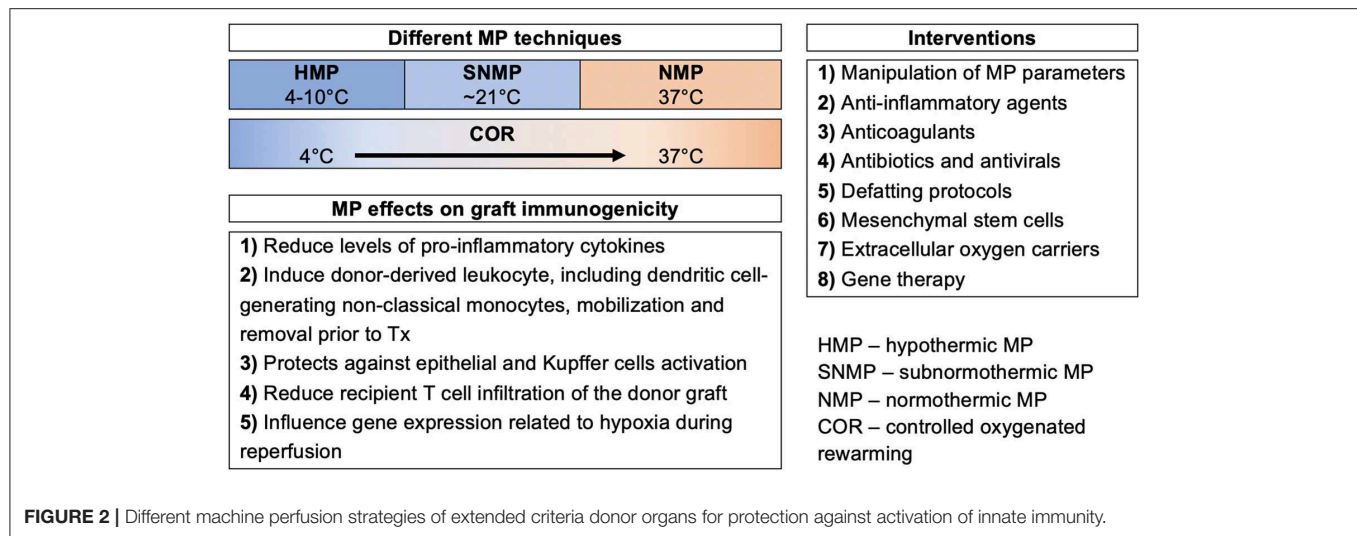 Different MP techniques
HMP
4-10°C
SNMP
~21°C
NMP
37°C
COR
4°C
37°C
MP effects on graft immunogenicity
1) Reduce levels of pro-inflammatory cytokines
2) Induce donor-derived leukocyte, including dendritic cell-
generating non-classical monocytes, mobilization and
removal prior to Tx
3) Protects against epithelial and Kupffer cells activation
4) Reduce recipient T cell infiltration of the donor graft
5) Influence gene expression related to hypoxia during
reperfusion
Interventions
1) Manipulation of MP parameters
2) Anti-inflammatory agents
3) Anticoagulants
4) Antibiotics and antivirals
5) Defatting protocols
6) Mesenchymal stem cells
7) Extracellular oxygen carriers
8) Gene therapy
HMP – hypothermic MP
SNMP – subnormothermic MP
NMP – normothermic MP
COR – controlled oxygenated
rewarming
FIGURE 2 | Different machine perfusion strategies of extended criteria donor organs for protection against activation of innate immunity.